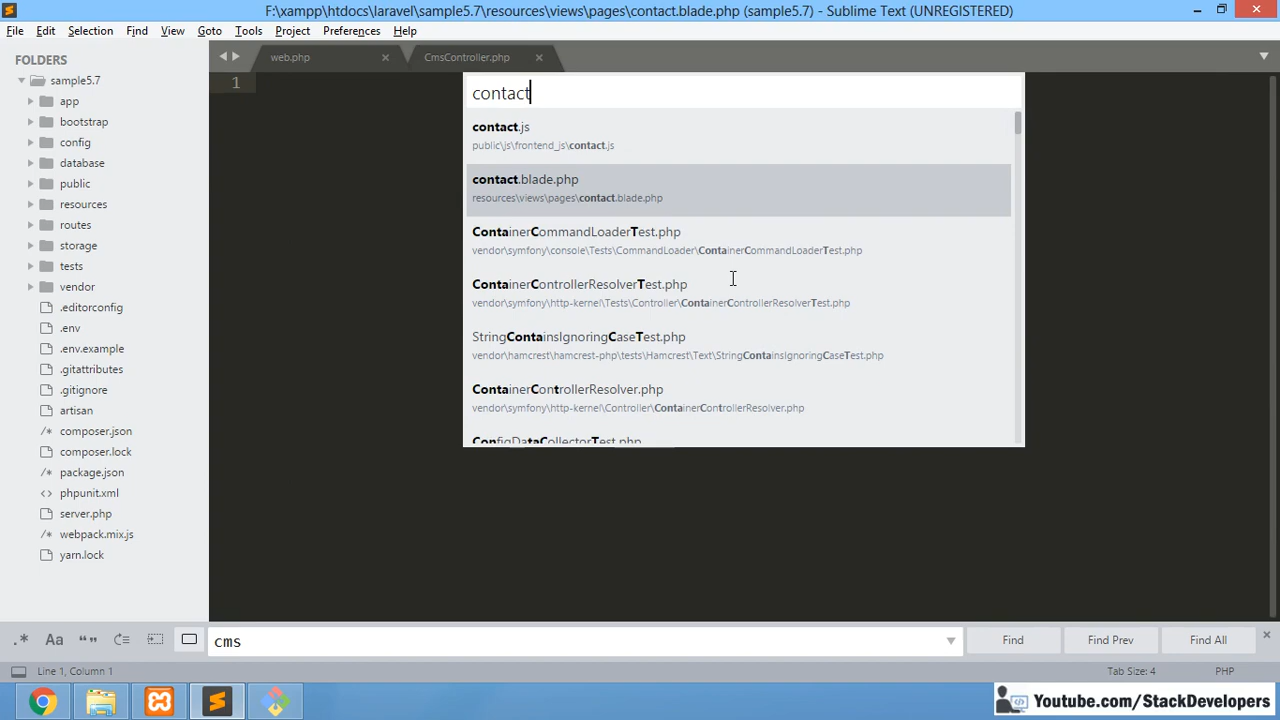 F:\xampp\htdocs\laravel\sample5.7\resources\views\pages\contact.blade.php (sample5.7) - Sublime Text (UNREGISTERED)
File Edit Selection Find View Goto Tools Project Preferences Help
FOLDERS
sample5.7
app
bootstrap
config
database
public
resources
routes
storage
tests
vendor
.editorconfig
.env
.env.example
.gitattributes
.gitignore
artisan
composer.json
composer.lock
package.json
phpunit.xml
server.php
webpack.mix.js
yarn.lock
web.php
CmsController.php
1
contact
contact.js
public\js\frontend_js\contact.js
contact.blade.php
resources\views\pages\contact.blade.php
ContainerCommandLoaderTest.php
vendor\symfony\console\Tests\CommandLoader\ContainerCommandLoaderTest.php
ContainerControllerResolverTest.php
vendor\symfony\http-kernel\Tests\Controller\ContainerControllerResolverTest.php
StringContainsIgnoringCaseTest.php
vendor\hamcrest\hamcrest-php\tests\Hamcrest\Text\StringContainsIgnoringCaseTest.php
ContainerControllerResolver.php
vendor\symfony\http-kernel\Controller\ContainerControllerResolver.php
ConfigDataCollectorTest.php
.* Aa “”
cms
Find
Find Prev
Find All
Line 1, Column 1
Tab Size: 4
PHP
Youtube.com/StackDevelopers